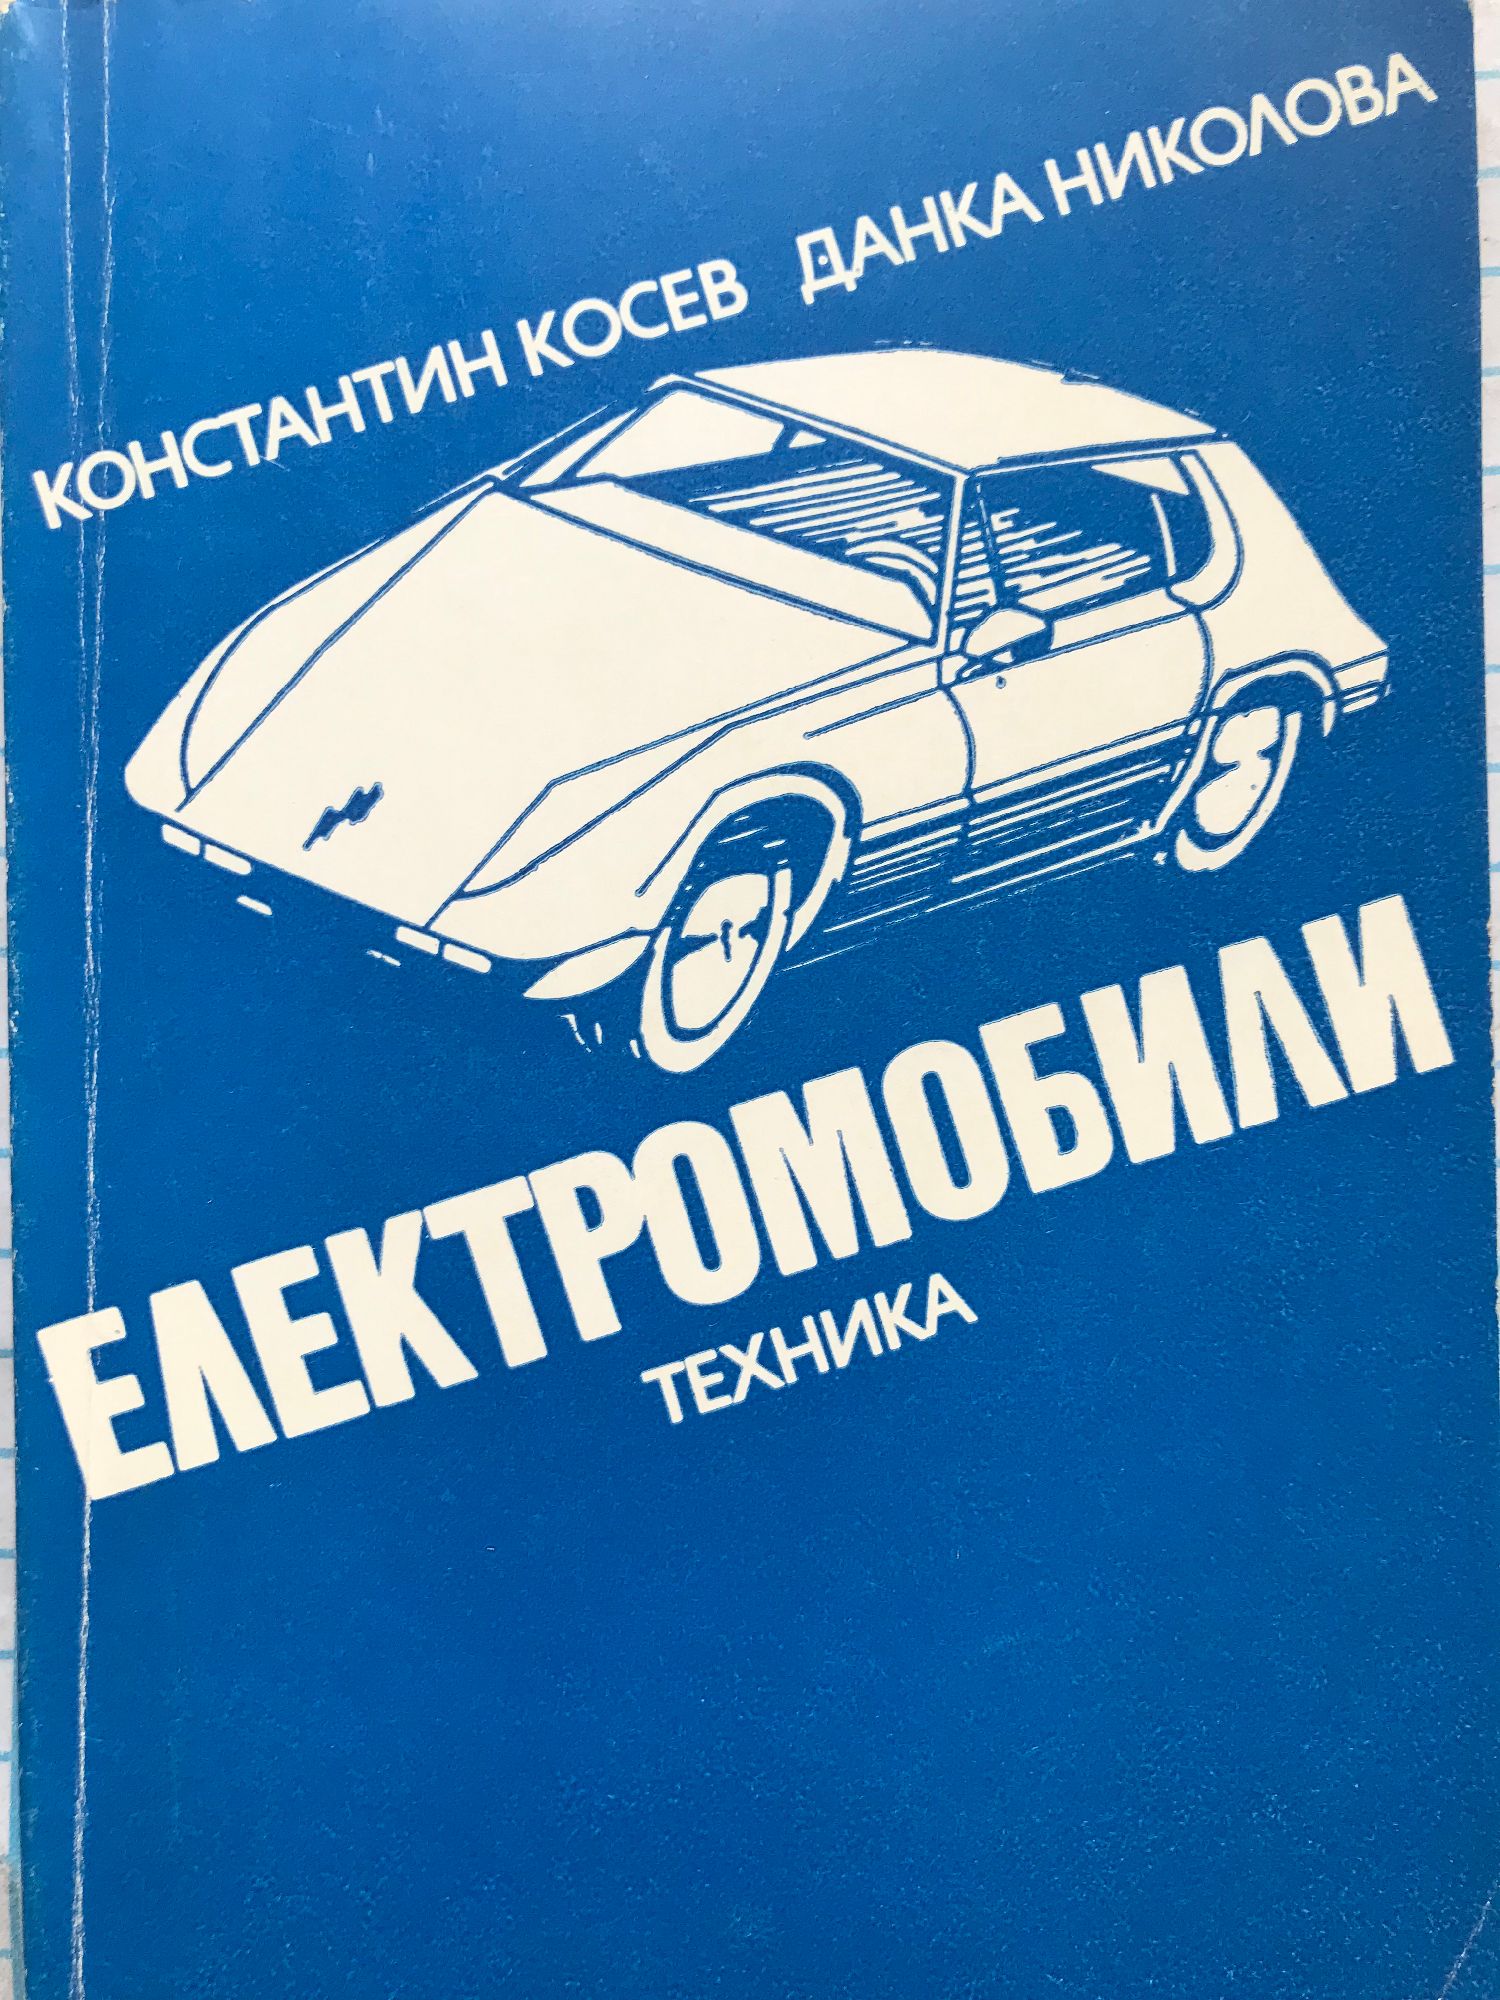 КОНСТАНТИН КОСЕВ ДАНКА НИКОЛОВА
ЕЛЕКТРОМОБИЛИ
ТЕХНИКА